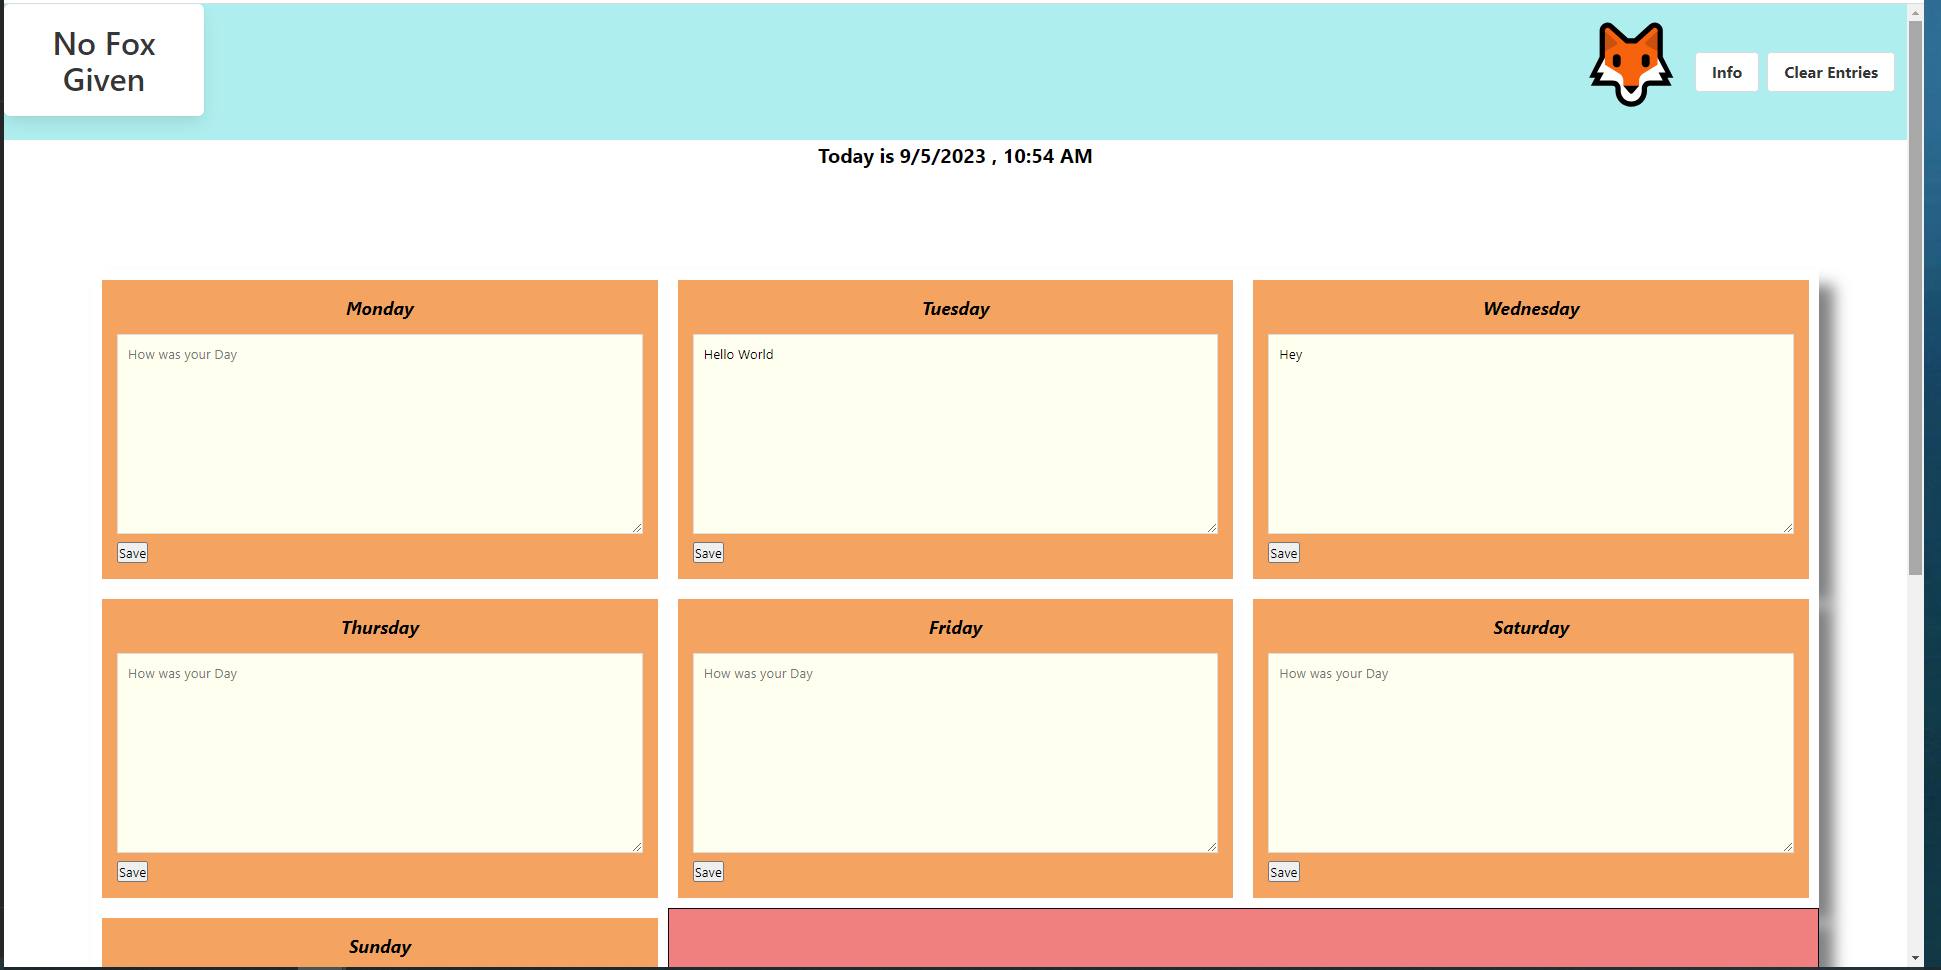 No Fox
Given
Info
Clear Entries
Today is 9/5/2023 , 10:54 AM
Monday
How was your Day
Save
Tuesday
Hello World
Save
Wednesday
Hey
Save
Thursday
How was your Day
Save
Friday
How was your Day
Save
Saturday
How was your Day
Save
Sunday